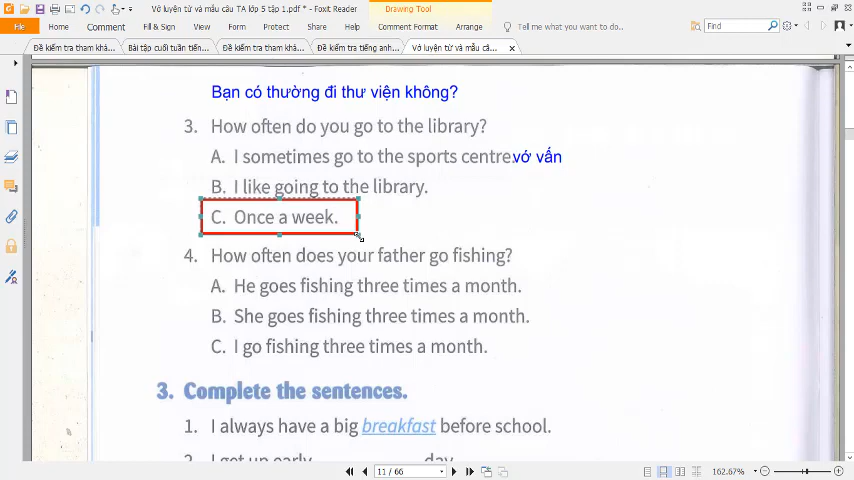 Vở luyện từ và mẫu câu TA lớp 5 tập 1.pdf * - Foxit Reader
Drawing Tool
File
Home
Comment
Fill & Sign
View
Form
Protect
Share
Help
Comment Format
Arrange
Tell me what you want to do...
Find
Đề kiểm tra tham khả...
Bài tập cuối tuần tiến...
Đề kiểm tra tham khả...
Đề kiểm tra tiếng anh...
Vở luyện từ và mẫu câ...
Bạn có thường đi thư viện không?
3. How often do you go to the library?
A. I sometimes go to the sports centre. vớ vấn
B. I like going to the library.
C. Once a week.
4. How often does your father go fishing?
A. He goes fishing three times a month.
B. She goes fishing three times a month.
C. I go fishing three times a month.
3. Complete the sentences.
1. I always have a big breakfast before school.
2. I get up early day
11 / 66
162.67%